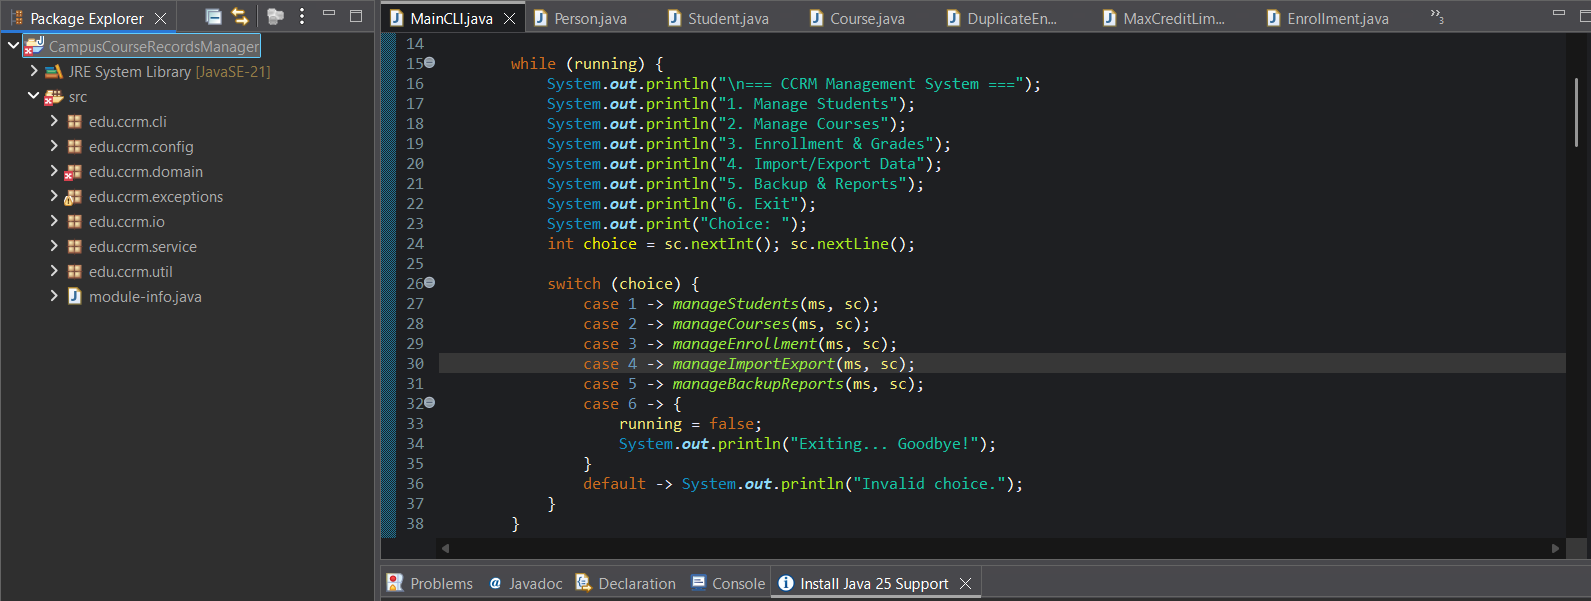 Package Explorer
CampusCourseRecordsManager
JRE System Library [JavaSE-21]
src
edu.ccrm.cli
edu.ccrm.config
edu.ccrm.domain
edu.ccrm.exceptions
edu.ccrm.io
edu.ccrm.service
edu.ccrm.util
module-info.java
MainCLI.java Person.java Student.java Course.java DuplicateEn... MaxCreditLim... Enrollment.java »3
14
15 while (running) {
16 System.out.println("\n=== CCRM Management System ===");
17 System.out.println("1. Manage Students");
18 System.out.println("2. Manage Courses");
19 System.out.println("3. Enrollment & Grades");
20 System.out.println("4. Import/Export Data");
21 System.out.println("5. Backup & Reports");
22 System.out.println("6. Exit");
23 System.out.print("Choice: ");
24 int choice = sc.nextInt(); sc.nextLine();
25
26 switch (choice) {
27 case 1 -> manageStudents(ms, sc);
28 case 2 -> manageCourses(ms, sc);
29 case 3 -> manageEnrollment(ms, sc);
30 case 4 -> manageImportExport(ms, sc);
31 case 5 -> manageBackupReports(ms, sc);
32 case 6 -> {
33 running = false;
34 System.out.println("Exiting... Goodbye!");
35 }
36 default -> System.out.println("Invalid choice.");
37 }
38 }
Problems @ Javadoc Declaration Console Install Java 25 Support